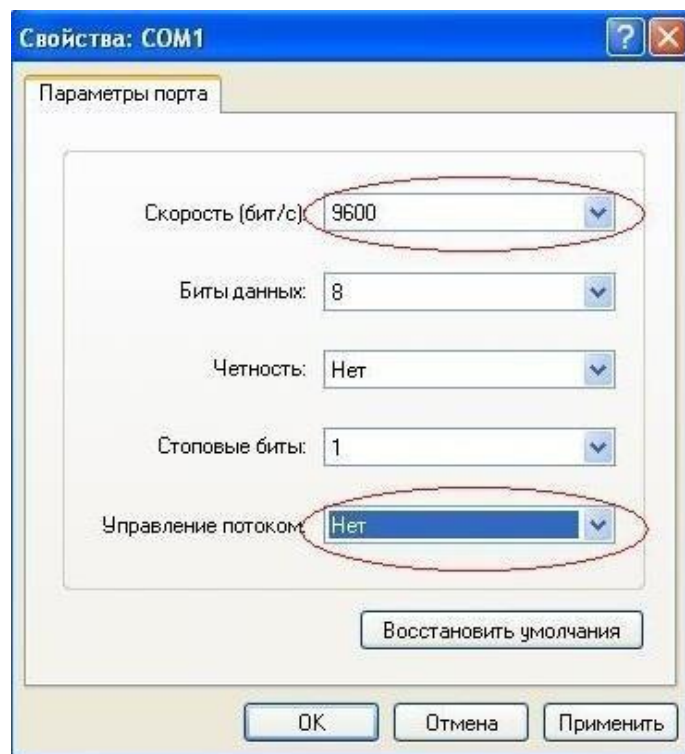 Свойства: COM1
Параметры порта
Скорость (бит/с): 9600
Биты данных: 8
Четность: Нет
Стоповые биты: 1
Управление потоком: Нет
Восстановить умолчания
OK Отмена Применить